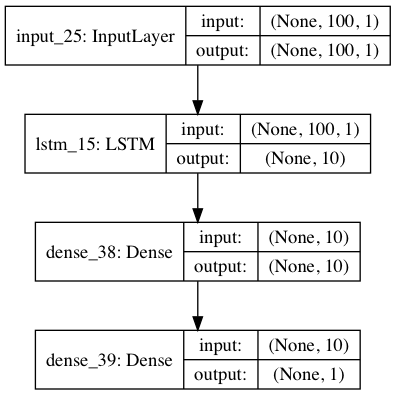 input_25: InputLayer input: (None, 100, 1)
output: (None, 100, 1)
lstm_15: LSTM input: (None, 100, 1)
output: (None, 10)
dense_38: Dense input: (None, 10)
output: (None, 10)
dense_39: Dense input: (None, 10)
output: (None, 1)